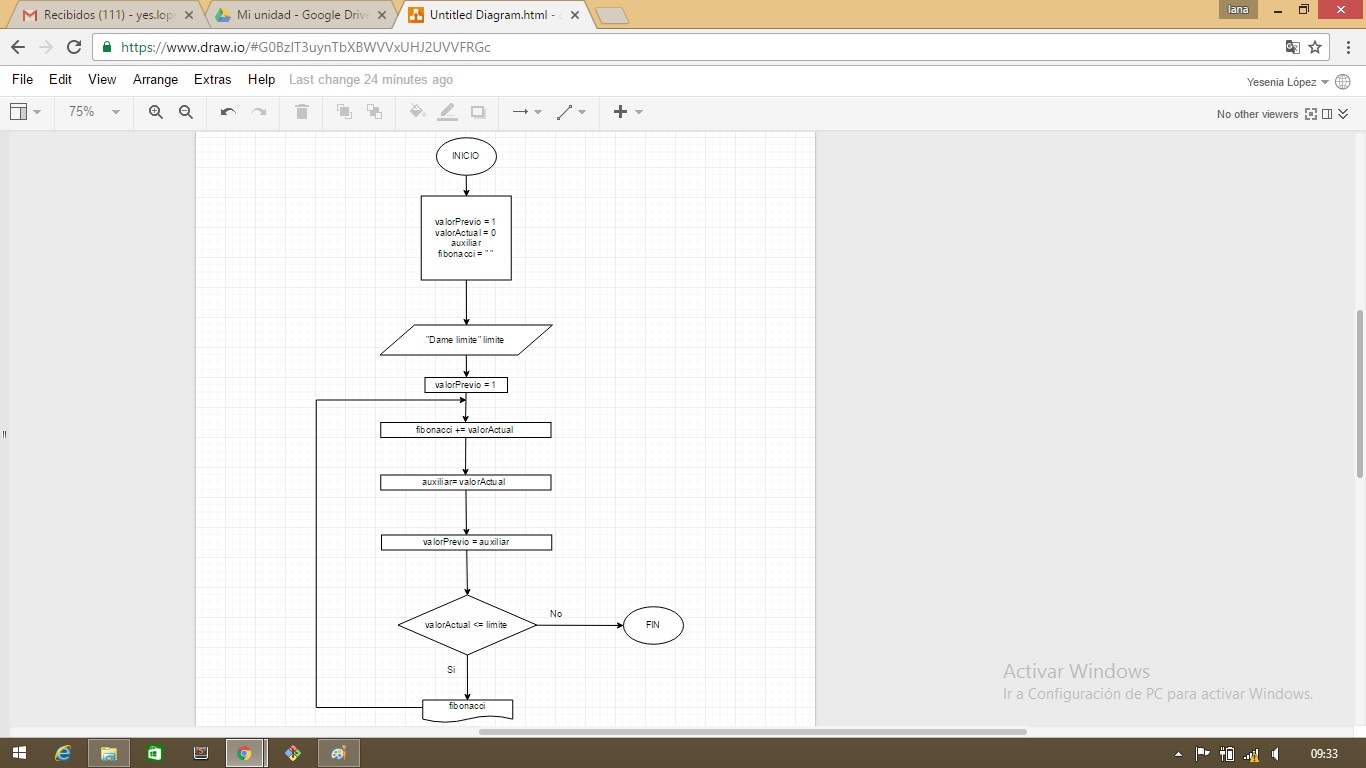 Recibidos (111) - yes.lop
Mi unidad - Google Drive
Untitled Diagram.html -
Iana
https://www.draw.io/#G0BzIT3uynTbXBWVVxUHJ2UVVFRGc
File Edit View Arrange Extras Help Last change 24 minutes ago
Yesenia López
75%
No other viewers
INICIO
valorPrevio = 1
valorActual = 0
auxiliar
fibonacci = " "
"Dame limite" limite
valorPrevio = 1
fibonacci += valorActual
auxiliar= valorActual
valorPrevio = auxiliar
valorActual <= limite
No
FIN
Si
fibonacci
Activar Windows
Ir a Configuración de PC para activar Windows.
09:33